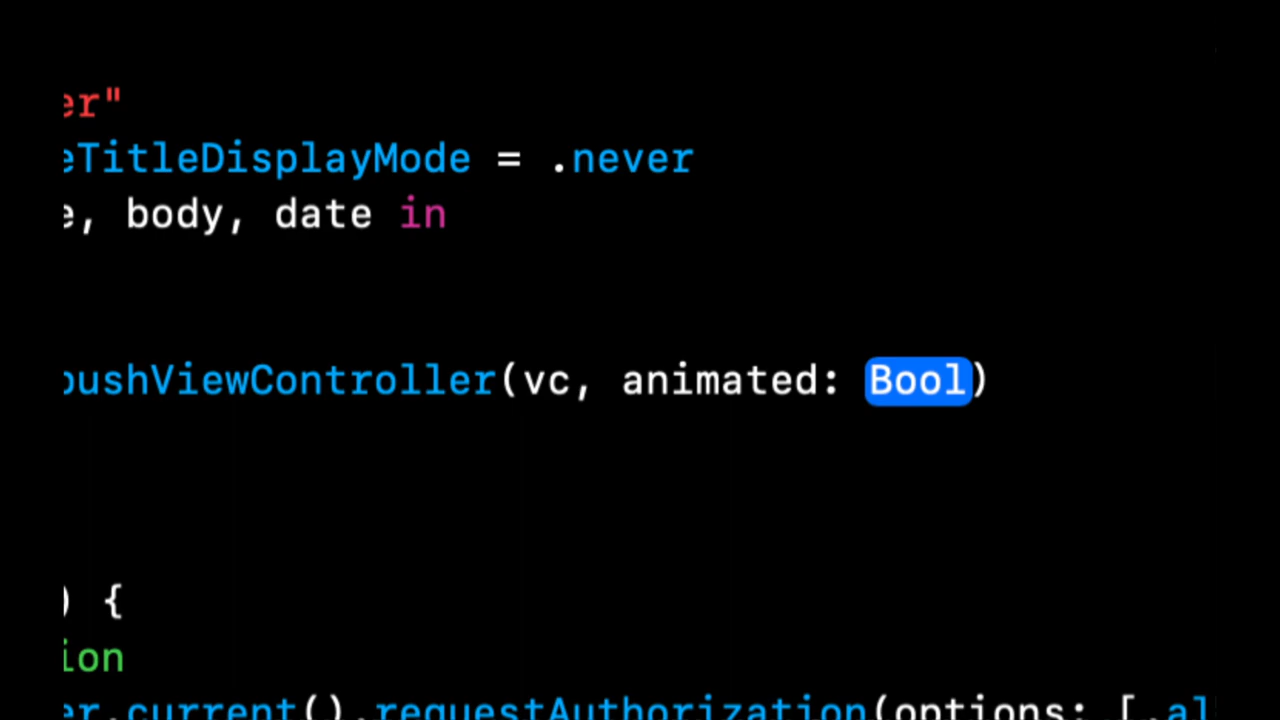 er"
eTitleDisplayMode = .never
e, body, date in
pushViewController(vc, animated: Bool)
) {
ion
er.current().requestAuthorization(options: [.al